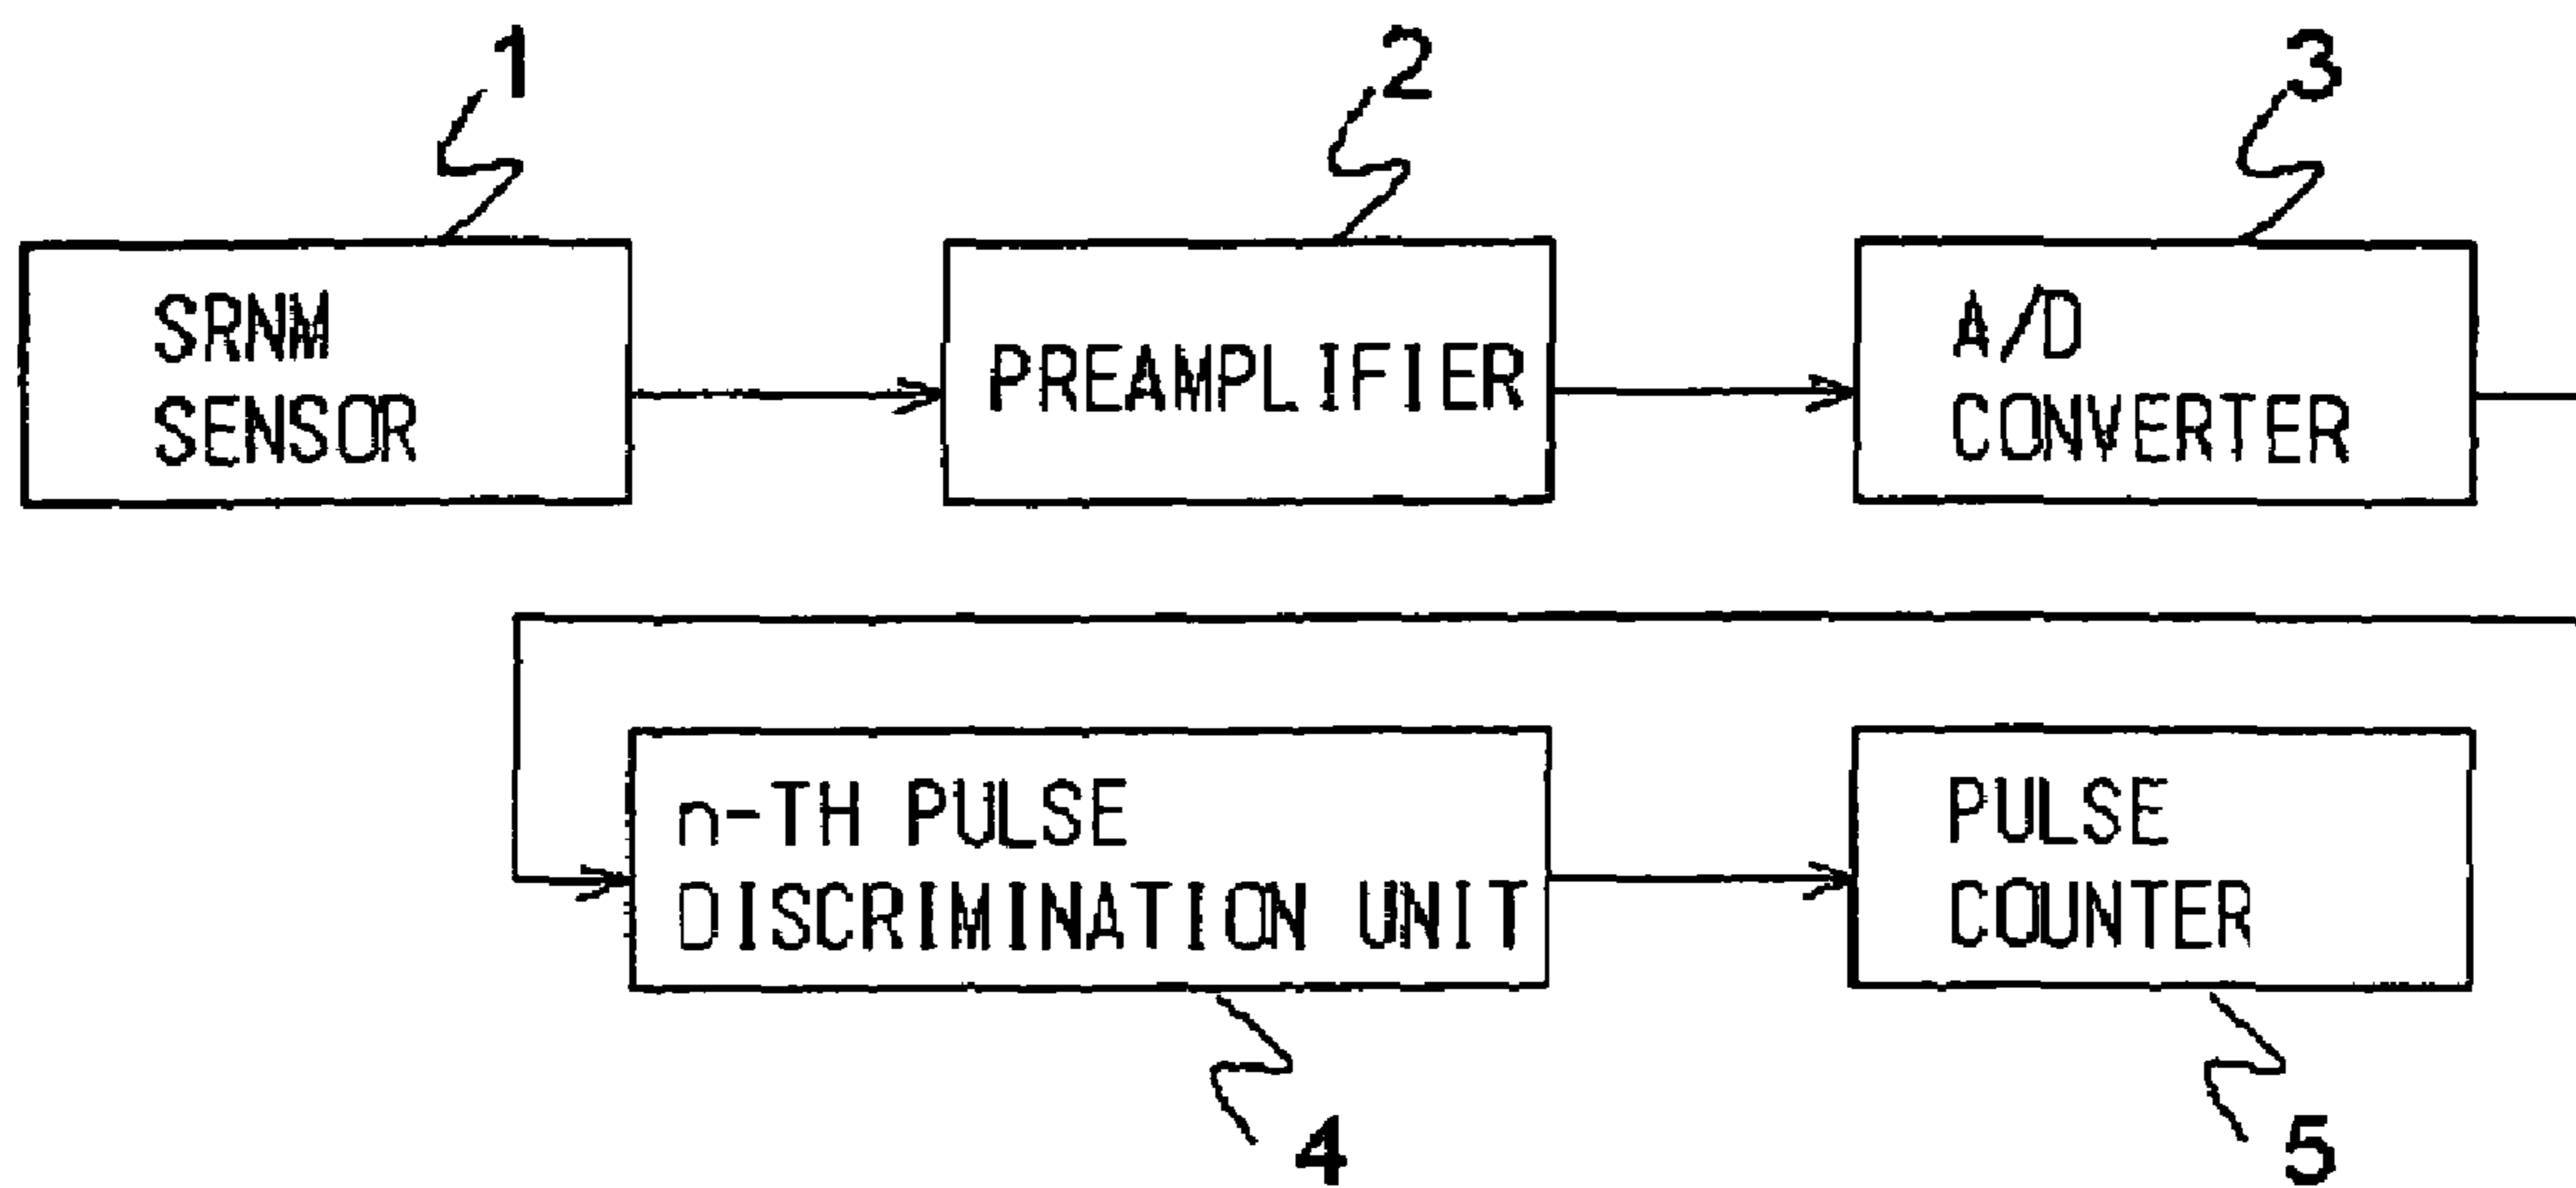 1
2
3
SRNM
SENSOR
PREAMPLIFIER
A/D
CONVERTER
n-TH PULSE
DISCRIMINATION UNIT
PULSE
COUNTER
4
5